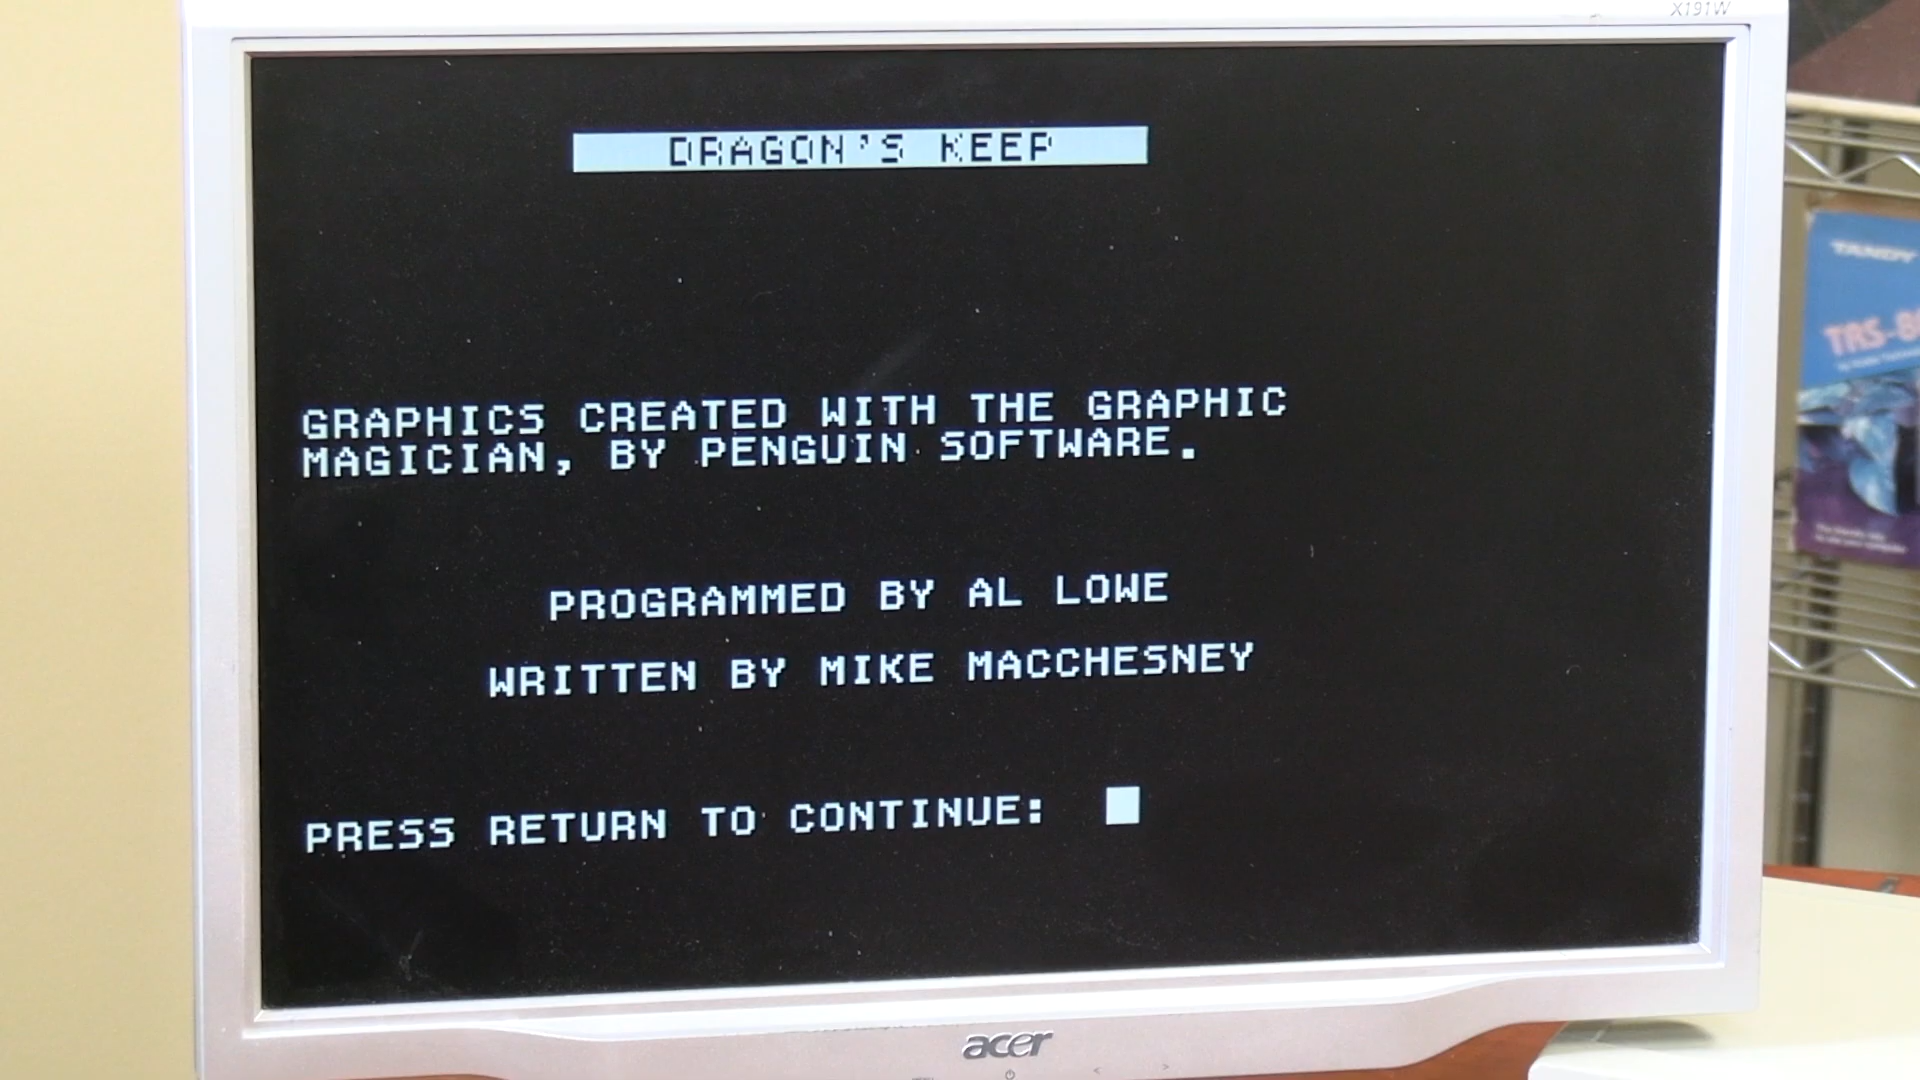 X191W
DRAGON'S KEEP
GRAPHICS CREATED WITH THE GRAPHIC
MAGICIAN, BY PENGUIN SOFTWARE.
PROGRAMMED BY AL LOWE
WRITTEN BY MIKE MACCHESNEY
PRESS RETURN TO CONTINUE:
acer
TANDY
TRS-80